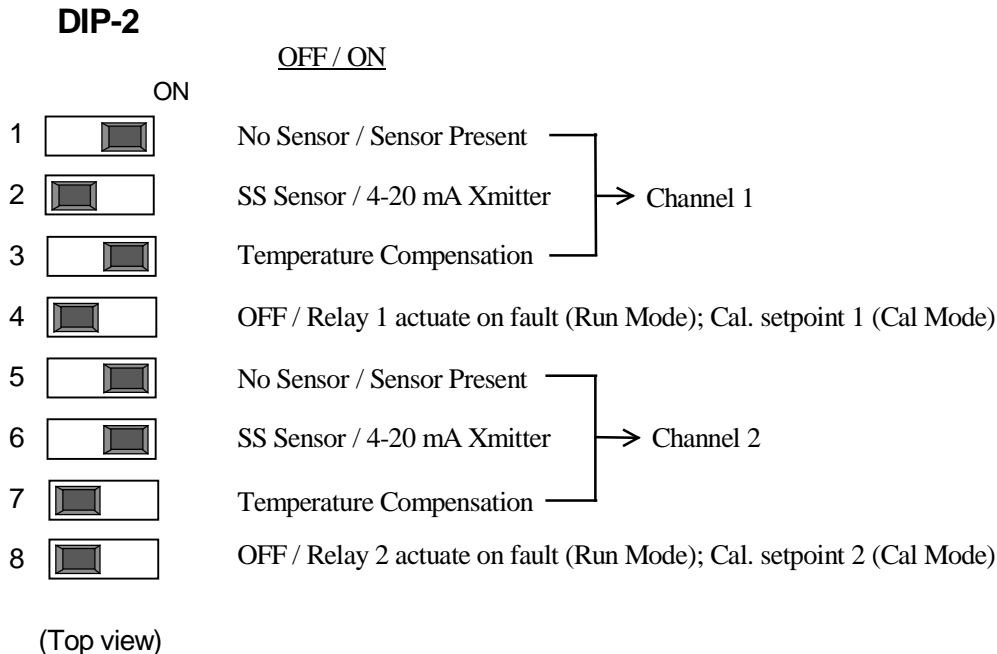 DIP-2
OFF / ON
ON
1 No Sensor / Sensor Present
2 SS Sensor / 4-20 mA Xmitter
Channel 1
3 Temperature Compensation
4 OFF / Relay 1 actuate on fault (Run Mode); Cal. setpoint 1 (Cal Mode)
5 No Sensor / Sensor Present
6 SS Sensor / 4-20 mA Xmitter
Channel 2
7 Temperature Compensation
8 OFF / Relay 2 actuate on fault (Run Mode); Cal. setpoint 2 (Cal Mode)
(Top view)